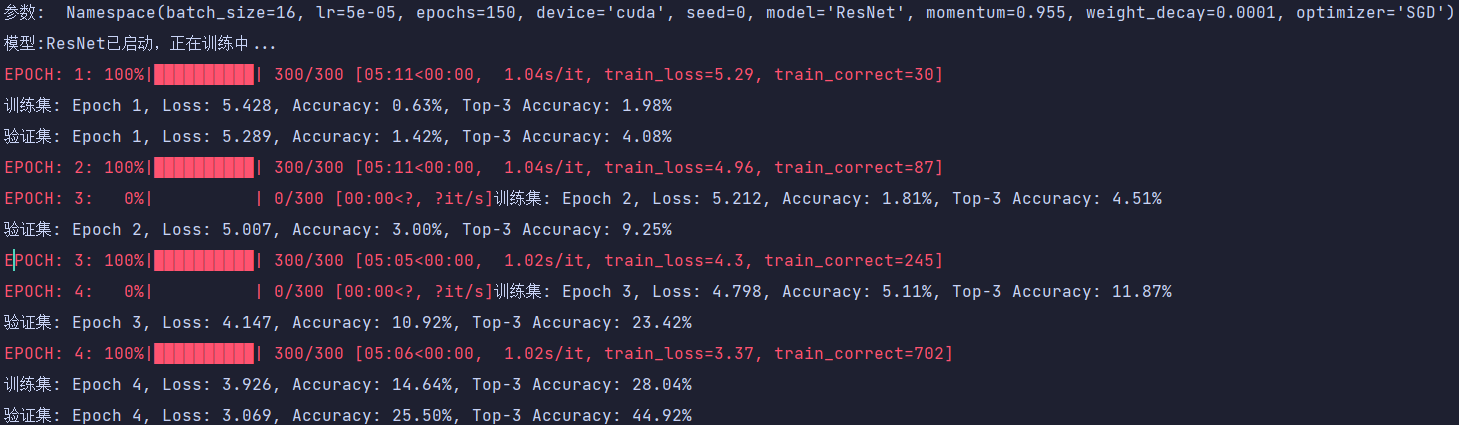 参数:  Namespace(batch_size=16, lr=5e-05, epochs=150, device='cuda', seed=0, model='ResNet', momentum=0.955, weight_decay=0.0001, optimizer='SGD')
模型:ResNet已启动，正在训练中...
EPOCH: 1: 100%|██████████| 300/300 [05:11<00:00,  1.04s/it, train_loss=5.29, train_correct=30]
训练集: Epoch 1, Loss: 5.428, Accuracy: 0.63%, Top-3 Accuracy: 1.98%
验证集: Epoch 1, Loss: 5.289, Accuracy: 1.42%, Top-3 Accuracy: 4.08%
EPOCH: 2: 100%|██████████| 300/300 [05:11<00:00,  1.04s/it, train_loss=4.96, train_correct=87]
EPOCH: 3:   0%|          | 0/300 [00:00<?, ?it/s]训练集: Epoch 2, Loss: 5.212, Accuracy: 1.81%, Top-3 Accuracy: 4.51%
验证集: Epoch 2, Loss: 5.007, Accuracy: 3.00%, Top-3 Accuracy: 9.25%
EPOCH: 3: 100%|██████████| 300/300 [05:05<00:00,  1.02s/it, train_loss=4.3, train_correct=245]
EPOCH: 4:   0%|          | 0/300 [00:00<?, ?it/s]训练集: Epoch 3, Loss: 4.798, Accuracy: 5.11%, Top-3 Accuracy: 11.87%
验证集: Epoch 3, Loss: 4.147, Accuracy: 10.92%, Top-3 Accuracy: 23.42%
EPOCH: 4: 100%|██████████| 300/300 [05:06<00:00,  1.02s/it, train_loss=3.37, train_correct=702]
训练集: Epoch 4, Loss: 3.926, Accuracy: 14.64%, Top-3 Accuracy: 28.04%
验证集: Epoch 4, Loss: 3.069, Accuracy: 25.50%, Top-3 Accuracy: 44.92%